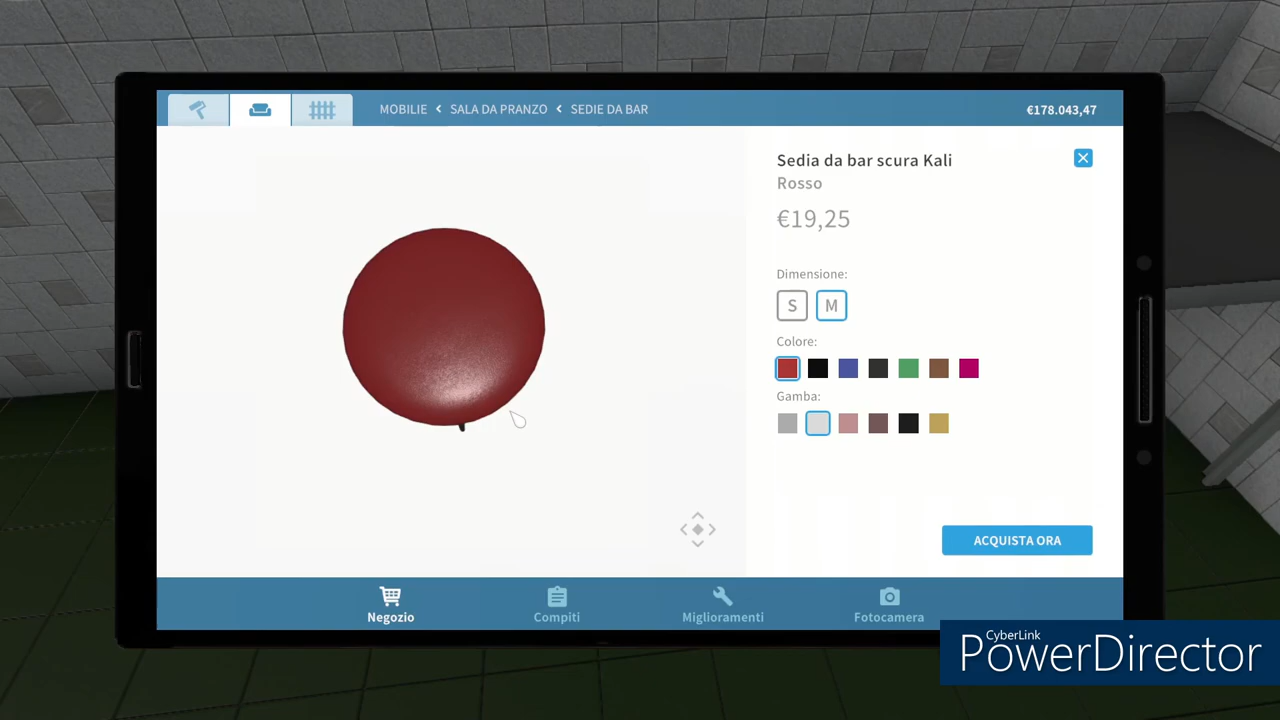 MOBILIE < SALA DA PRANZO < SEDIE DA BAR
€178.043,47
Sedia da bar scura Kali
Rosso
€19,25
Dimensione:
S M
Colore:
Gamba:
ACQUISTA ORA
Negozio Compiti Miglioramenti Fotocamera
CyberLink
PowerDirector